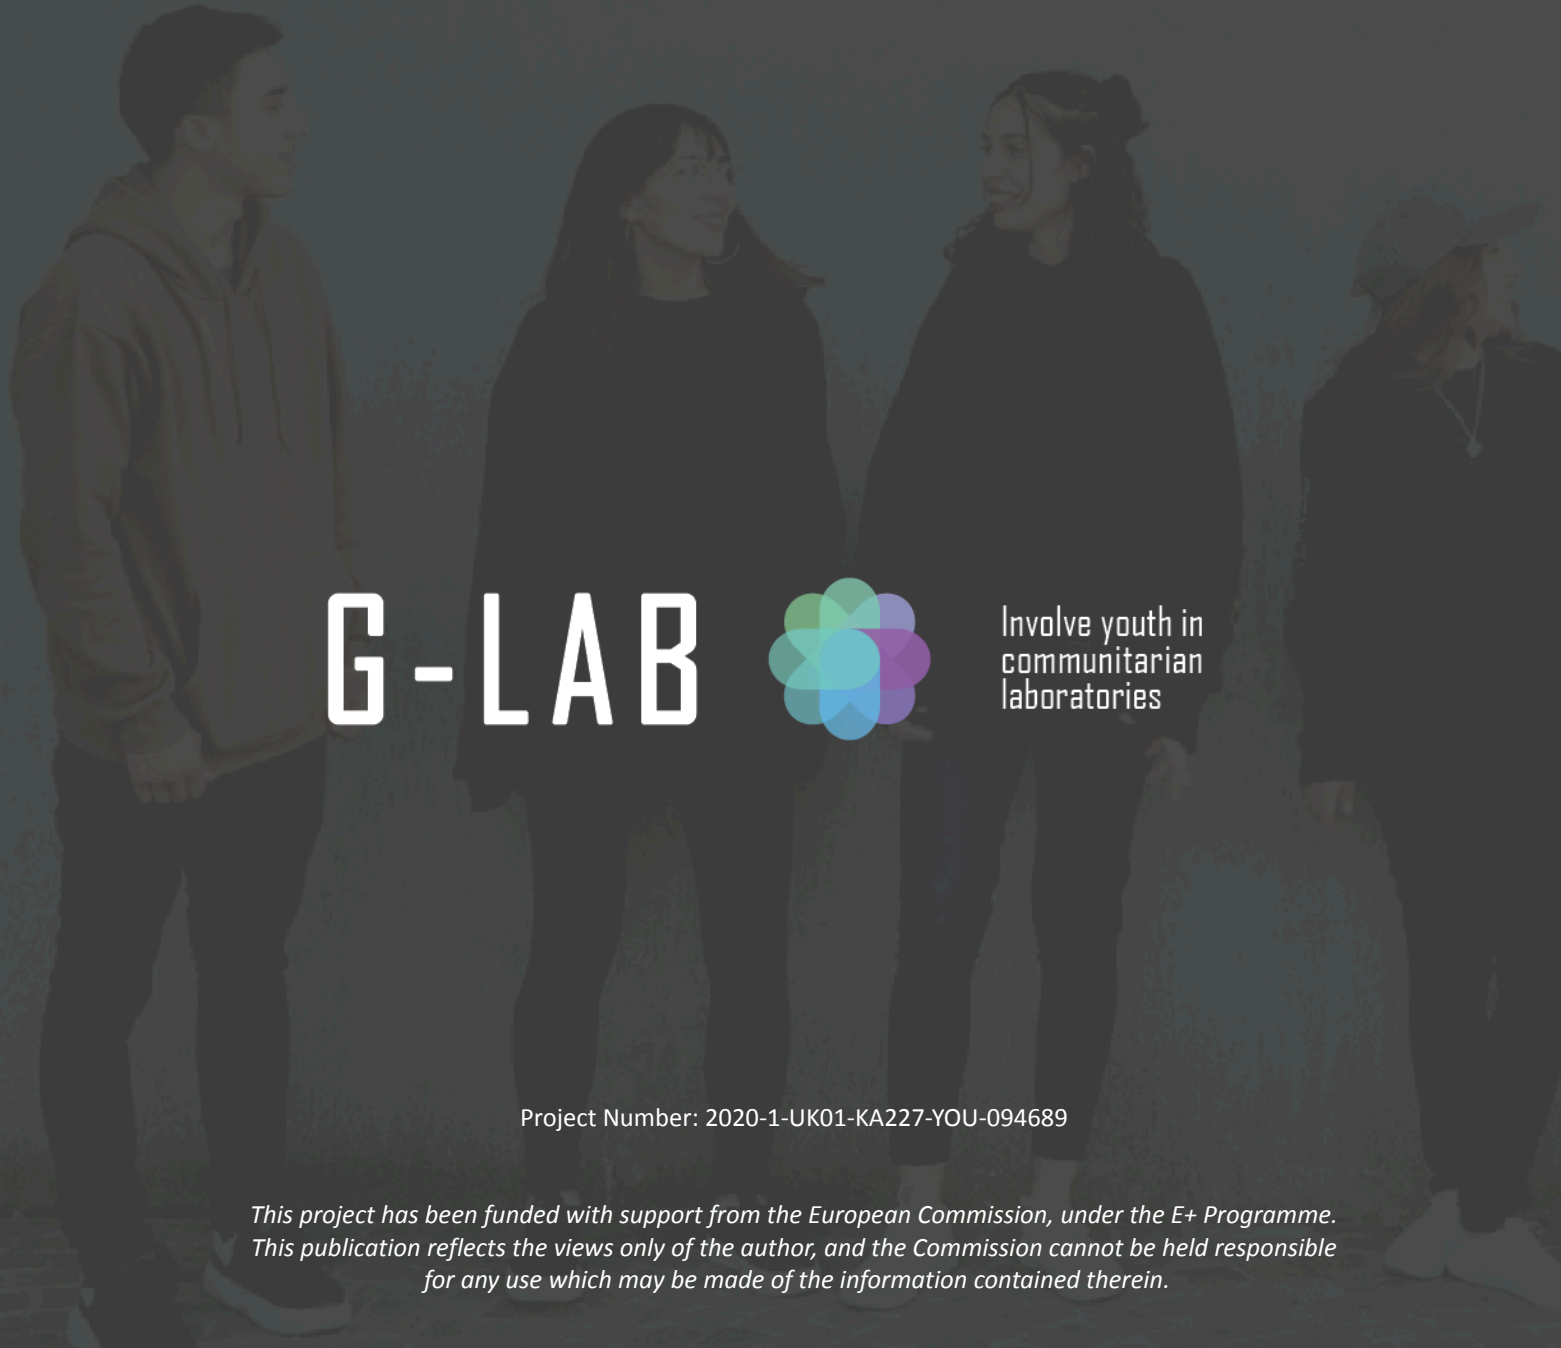 G-LAB
Involve youth in
communitarian
laboratories
Project Number: 2020-1-UK01-KA227-YOU-094689
This project has been funded with support from the European Commission, under the E+ Programme.
This publication reflects the views only of the author, and the Commission cannot be held responsible
for any use which may be made of the information contained therein.